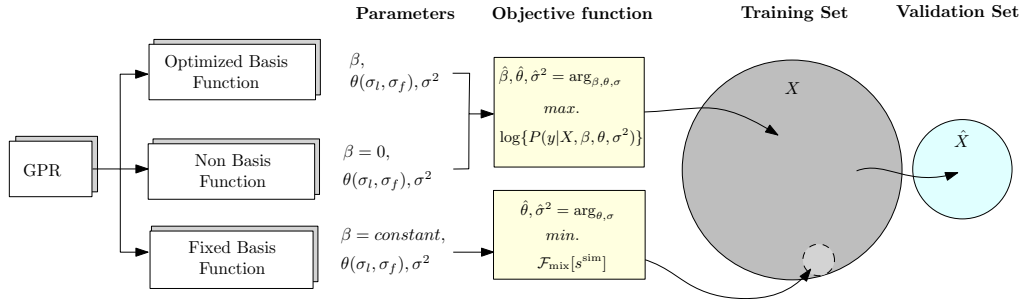 Parameters
Objective function
Training Set
Validation Set
GPR
Optimized Basis
Function
Non Basis
Function
Fixed Basis
Function
β,
θ(σ_l, σ_f), σ²
β = 0,
θ(σ_l, σ_f), σ²
β = constant,
θ(σ_l, σ_f), σ²
β̂, θ̂, σ̂² = arg_{β,θ,σ}
max.
log{P(y|X, β, θ, σ²)}
θ̂, σ̂² = arg_{θ,σ}
min.
ℱ_mix[s^sim]
X
X̂